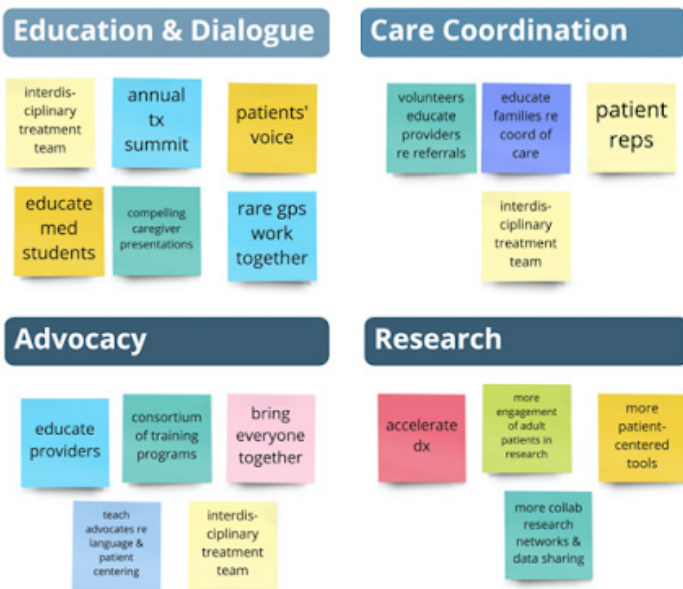 Education & Dialogue
interdis-
ciplinary
treatment
team
annual
tx
summit
patients'
voice
educate
med
students
compelling
caregiver
presentations
rare gps
work
together
Care Coordination
volunteers
educate
providers
re referrals
educate
families re
coord of
care
patient
reps
interdis-
ciplinary
treatment
team
Advocacy
educate
providers
consortium
of training
programs
bring
everyone
together
teach
advocates re
language &
patient
centering
interdis-
ciplinary
treatment
team
Research
accelerate
dx
more
engagement
of adult
patients in
research
more
patient-
centered
tools
more collab
research
networks &
data sharing